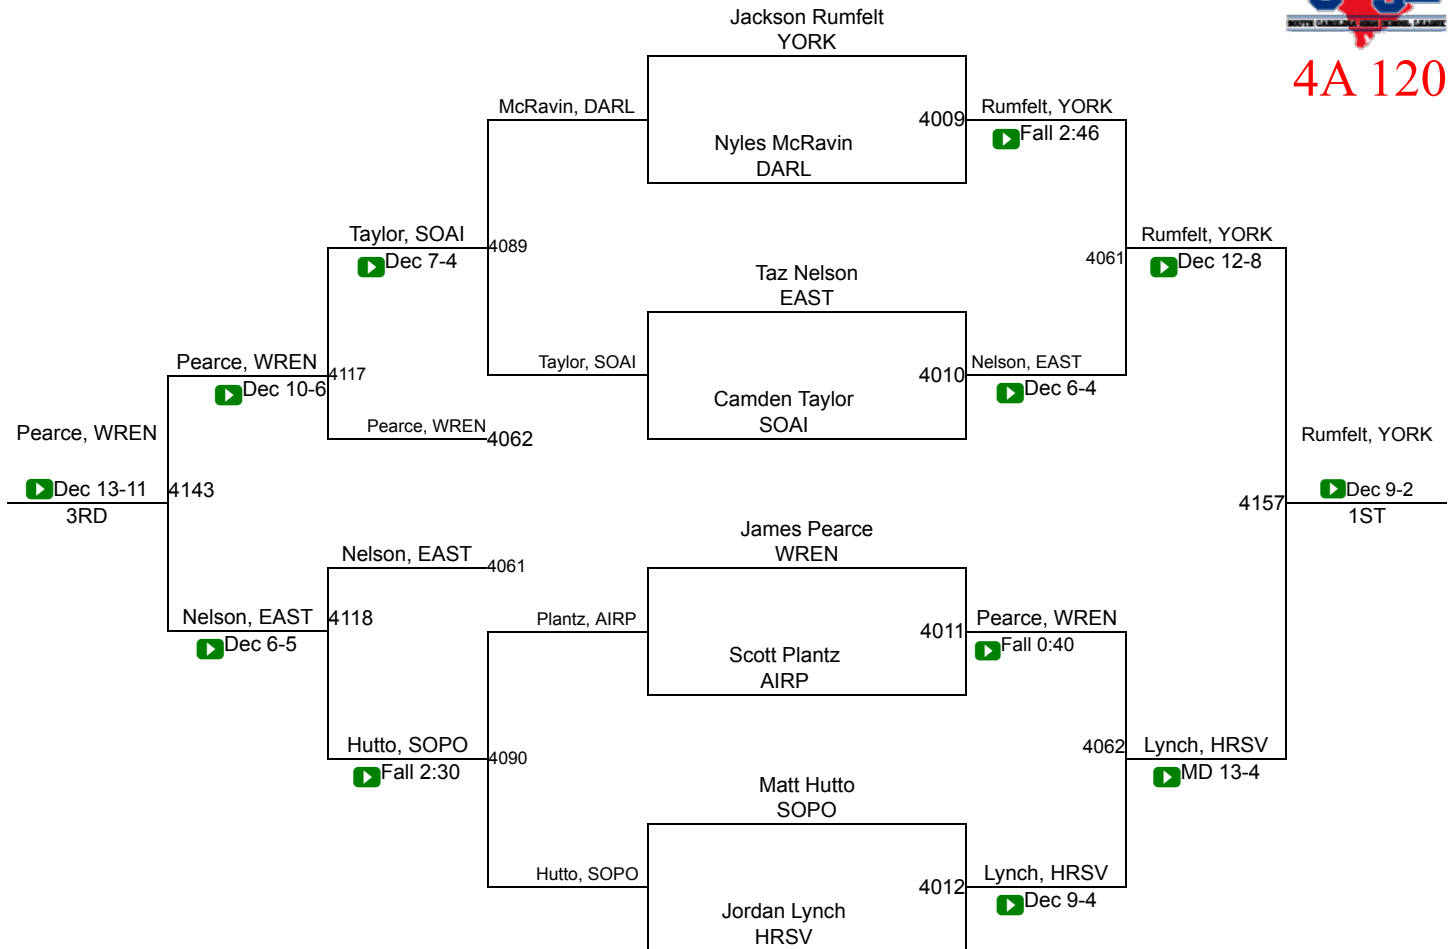 SOUTH CAROLINA HIGH SCHOOL LEAGUE
4A 120
Jackson Rumfelt
YORK
McRavin, DARL
4009
Rumfelt, YORK
Fall 2:46
Nyles McRavin
DARL
Taylor, SOAI
4089
Dec 7-4
4061
Rumfelt, YORK
Dec 12-8
Taz Nelson
EAST
Pearce, WREN
4117
Dec 10-6
Taylor, SOAI
4010
Nelson, EAST
Dec 6-4
Camden Taylor
SOAI
Pearce, WREN
4062
Pearce, WREN
Dec 13-11
4143
3RD
Rumfelt, YORK
4157
Dec 9-2
1ST
James Pearce
WREN
Nelson, EAST
4061
Nelson, EAST
4118
Dec 6-5
Plantz, AIRP
4011
Pearce, WREN
Fall 0:40
Scott Plantz
AIRP
Hutto, SOPO
4090
Fall 2:30
4062
Lynch, HRSV
MD 13-4
Matt Hutto
SOPO
Hutto, SOPO
4012
Lynch, HRSV
Dec 9-4
Jordan Lynch
HRSV